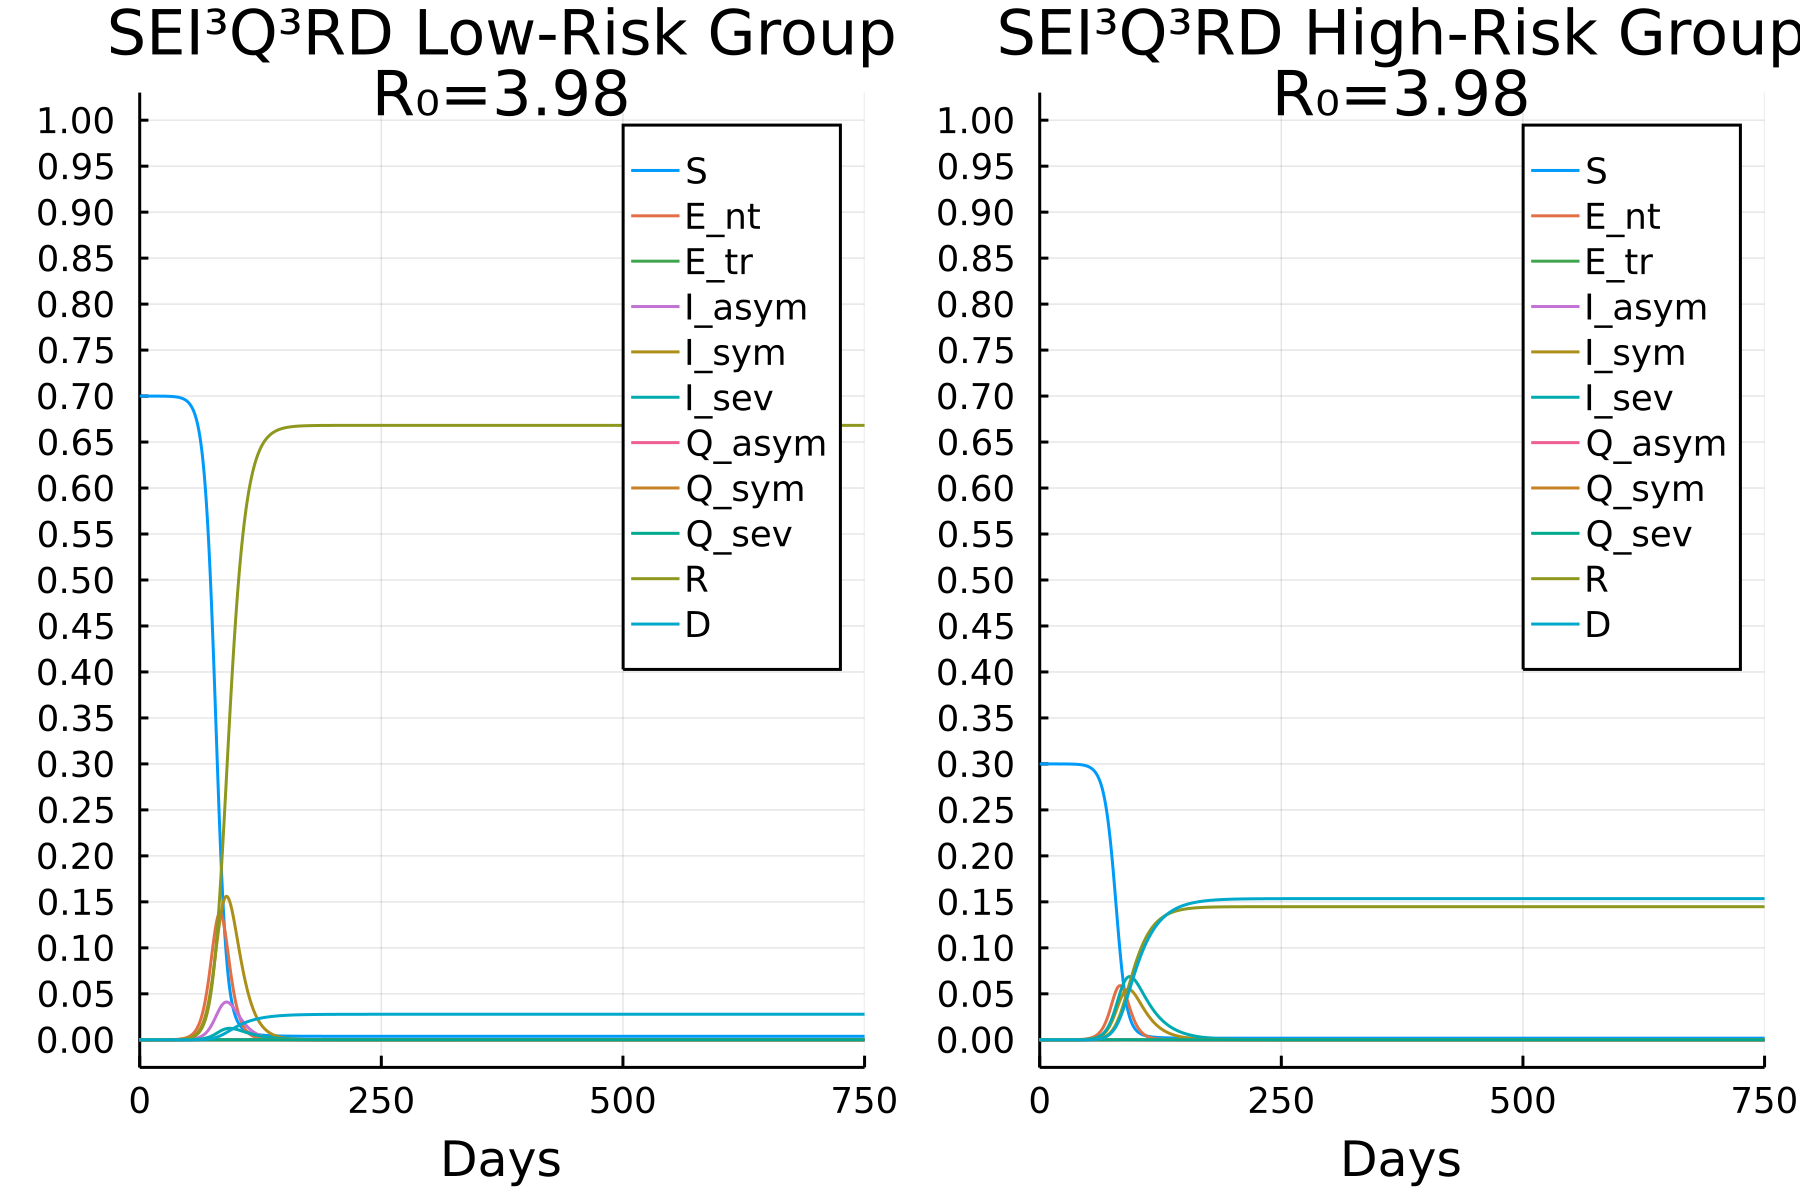 SEI³Q³RD Low-Risk Group
R₀=3.98
1.00
0.95
0.90
0.85
0.80
0.75
0.70
0.65
0.60
0.55
0.50
0.45
0.40
0.35
0.30
0.25
0.20
0.15
0.10
0.05
0.00
S
E_nt
E_tr
I_asym
I_sym
I_sev
Q_asym
Q_sym
Q_sev
R
D
0 250 500 750
Days
SEI³Q³RD High-Risk Group
R₀=3.98
1.00
0.95
0.90
0.85
0.80
0.75
0.70
0.65
0.60
0.55
0.50
0.45
0.40
0.35
0.30
0.25
0.20
0.15
0.10
0.05
0.00
S
E_nt
E_tr
I_asym
I_sym
I_sev
Q_asym
Q_sym
Q_sev
R
D
0 250 500 750
Days